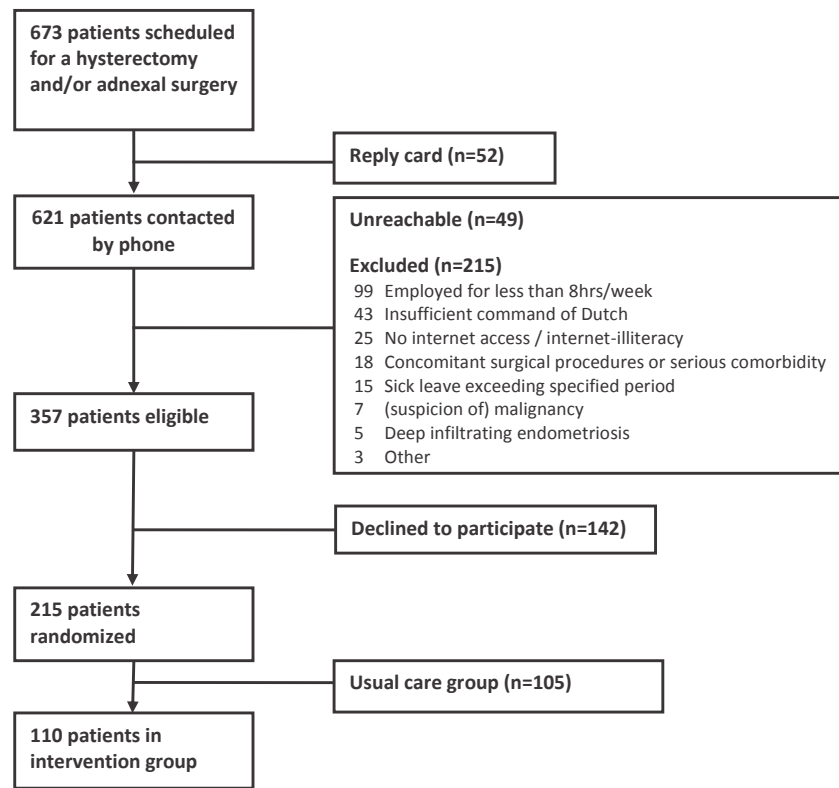 673 patients scheduled
for a hysterectomy
and/or adnexal surgery
Reply card (n=52)
621 patients contacted
by phone
Unreachable (n=49)
Excluded (n=215)
99 Employed for less than 8hrs/week
43 Insufficient command of Dutch
25 No internet access / internet-illiteracy
18 Concomitant surgical procedures or serious comorbidity
15 Sick leave exceeding specified period
7 (suspicion of) malignancy
5 Deep infiltrating endometriosis
3 Other
357 patients eligible
Declined to participate (n=142)
215 patients
randomized
Usual care group (n=105)
110 patients in
intervention group